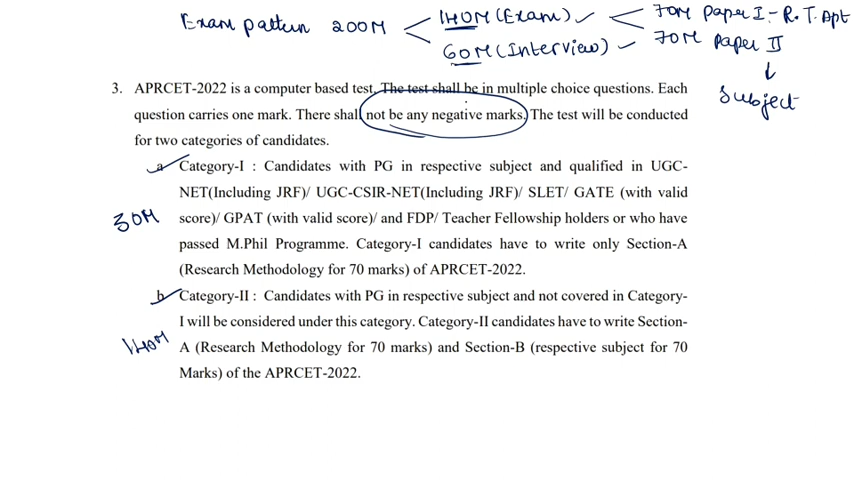 Exam pattern 200M 140M (Exam) 70M Paper I - R.T. Apt
60M (Interview) 70M Paper II
Subject
3. APRCET-2022 is a computer based test. The test shall be in multiple choice questions. Each
question carries one mark. There shall not be any negative marks. The test will be conducted
for two categories of candidates.
a Category-I : Candidates with PG in respective subject and qualified in UGC-
NET(Including JRF)/ UGC-CSIR-NET(Including JRF)/ SLET/ GATE (with valid
30M score)/ GPAT (with valid score)/ and FDP/ Teacher Fellowship holders or who have
passed M.Phil Programme. Category-I candidates have to write only Section-A
(Research Methodology for 70 marks) of APRCET-2022.
b Category-II : Candidates with PG in respective subject and not covered in Category-
I will be considered under this category. Category-II candidates have to write Section-
140M A (Research Methodology for 70 marks) and Section-B (respective subject for 70
Marks) of the APRCET-2022.